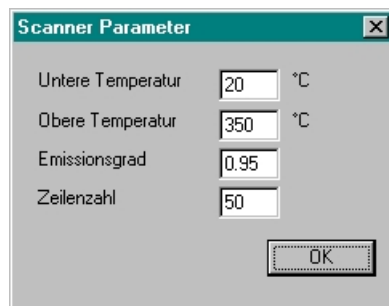 Scanner Parameter
Untere Temperatur 20 °C
Obere Temperatur 350 °C
Emissionsgrad 0.95
Zeilenzahl 50
OK